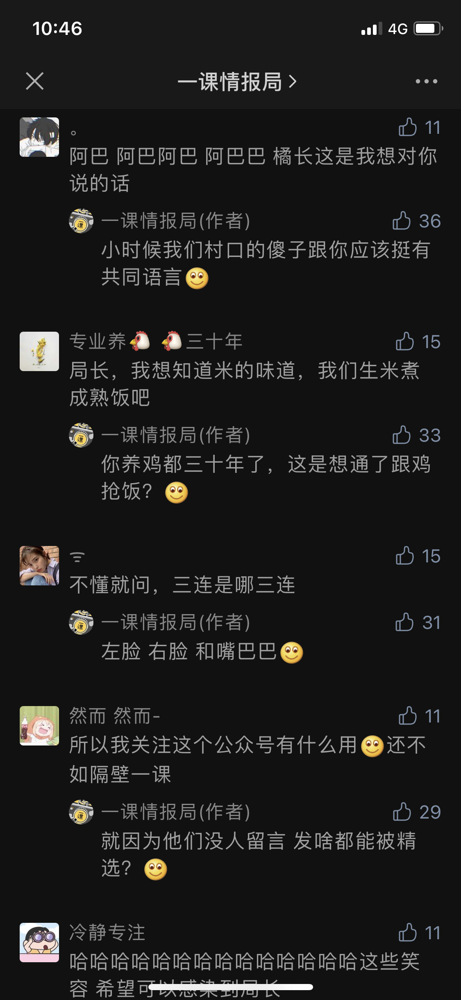 10:46 4G
一课情报局
。 11
阿巴 阿巴阿巴 阿巴巴 橘长这是我想对你
说的话
一课情报局(作者) 36
小时候我们村口的傻子跟你应该挺有
共同语言
专业养🐔 🐔三十年 15
局长，我想知道米的味道，我们生米煮
成熟饭吧
一课情报局(作者) 33
你养鸡都三十年了，这是想通了跟鸡
抢饭？
15
不懂就问，三连是哪三连
一课情报局(作者) 31
左脸 右脸 和嘴巴巴
然而 然而- 11
所以我关注这个公众号有什么用还不
如隔壁一课
一课情报局(作者) 29
就因为他们没人留言 发啥都能被精
选？
冷静专注 11
哈哈哈哈哈哈哈哈哈哈哈哈哈哈这些笑
容 希望可以感染到局长